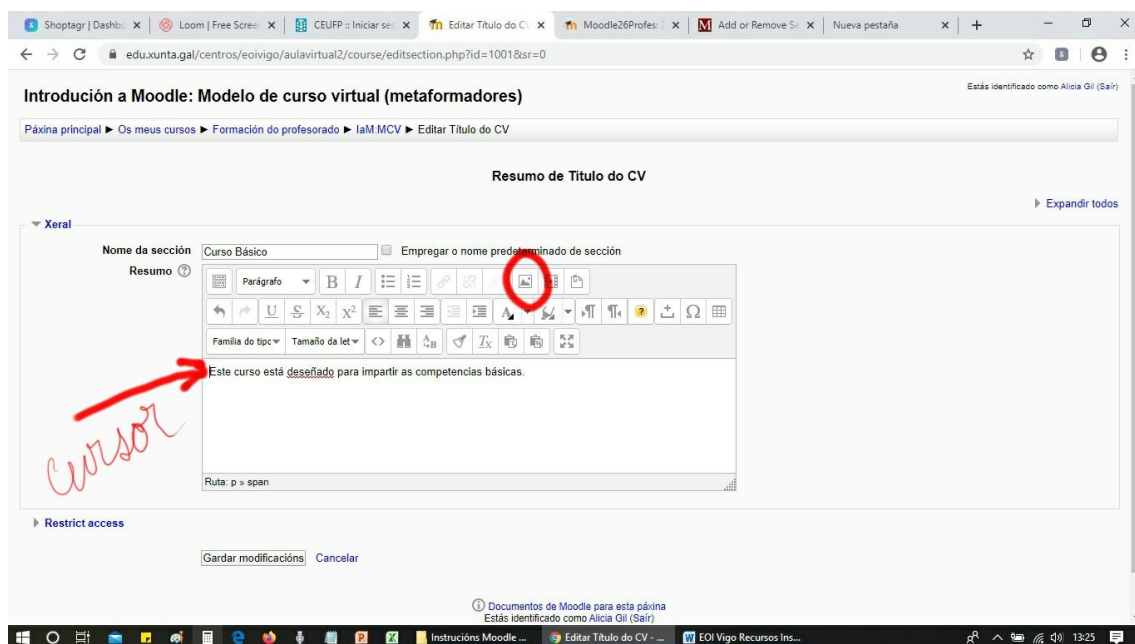 Shoptagr | Dashbo
Loom | Free Scree
CEUFP :: Iniciar ses
Editar Título do CV
Moodle26Profes: 
Add or Remove Se
Nueva pestaña
edu.xunta.gal/centros/eoivigo/aulavirtual2/course/editsection.php?id=1001&sr=0
Introdución a Moodle: Modelo de curso virtual (metaformadores)
Estás identificado como Alicia Gil (Saír)
Páxina principal ► Os meus cursos ► Formación do profesorado ► IaM:MCV ► Editar Título do CV
Resumo de Título do CV
Expandir todos
Xeral
Nome da sección Curso Básico Empregar o nome predeterminado de sección
Resumo
Parágrafo B I
U S X₂ X² A ¶ ¶ ? Ω
Familia do tipo Tamaño da let <> A B Tx T
Este curso está deseñado para impartir as competencias básicas.
Cursor
Ruta: p » span
Restrict access
Gardar modificacións Cancelar
Documentos de Moodle para esta páxina
Estás identificado como Alicia Gil (Saír)
Instrucións Moodle ...
Editar Título do CV - ...
EOI Vigo Recursos Ins...
13:25